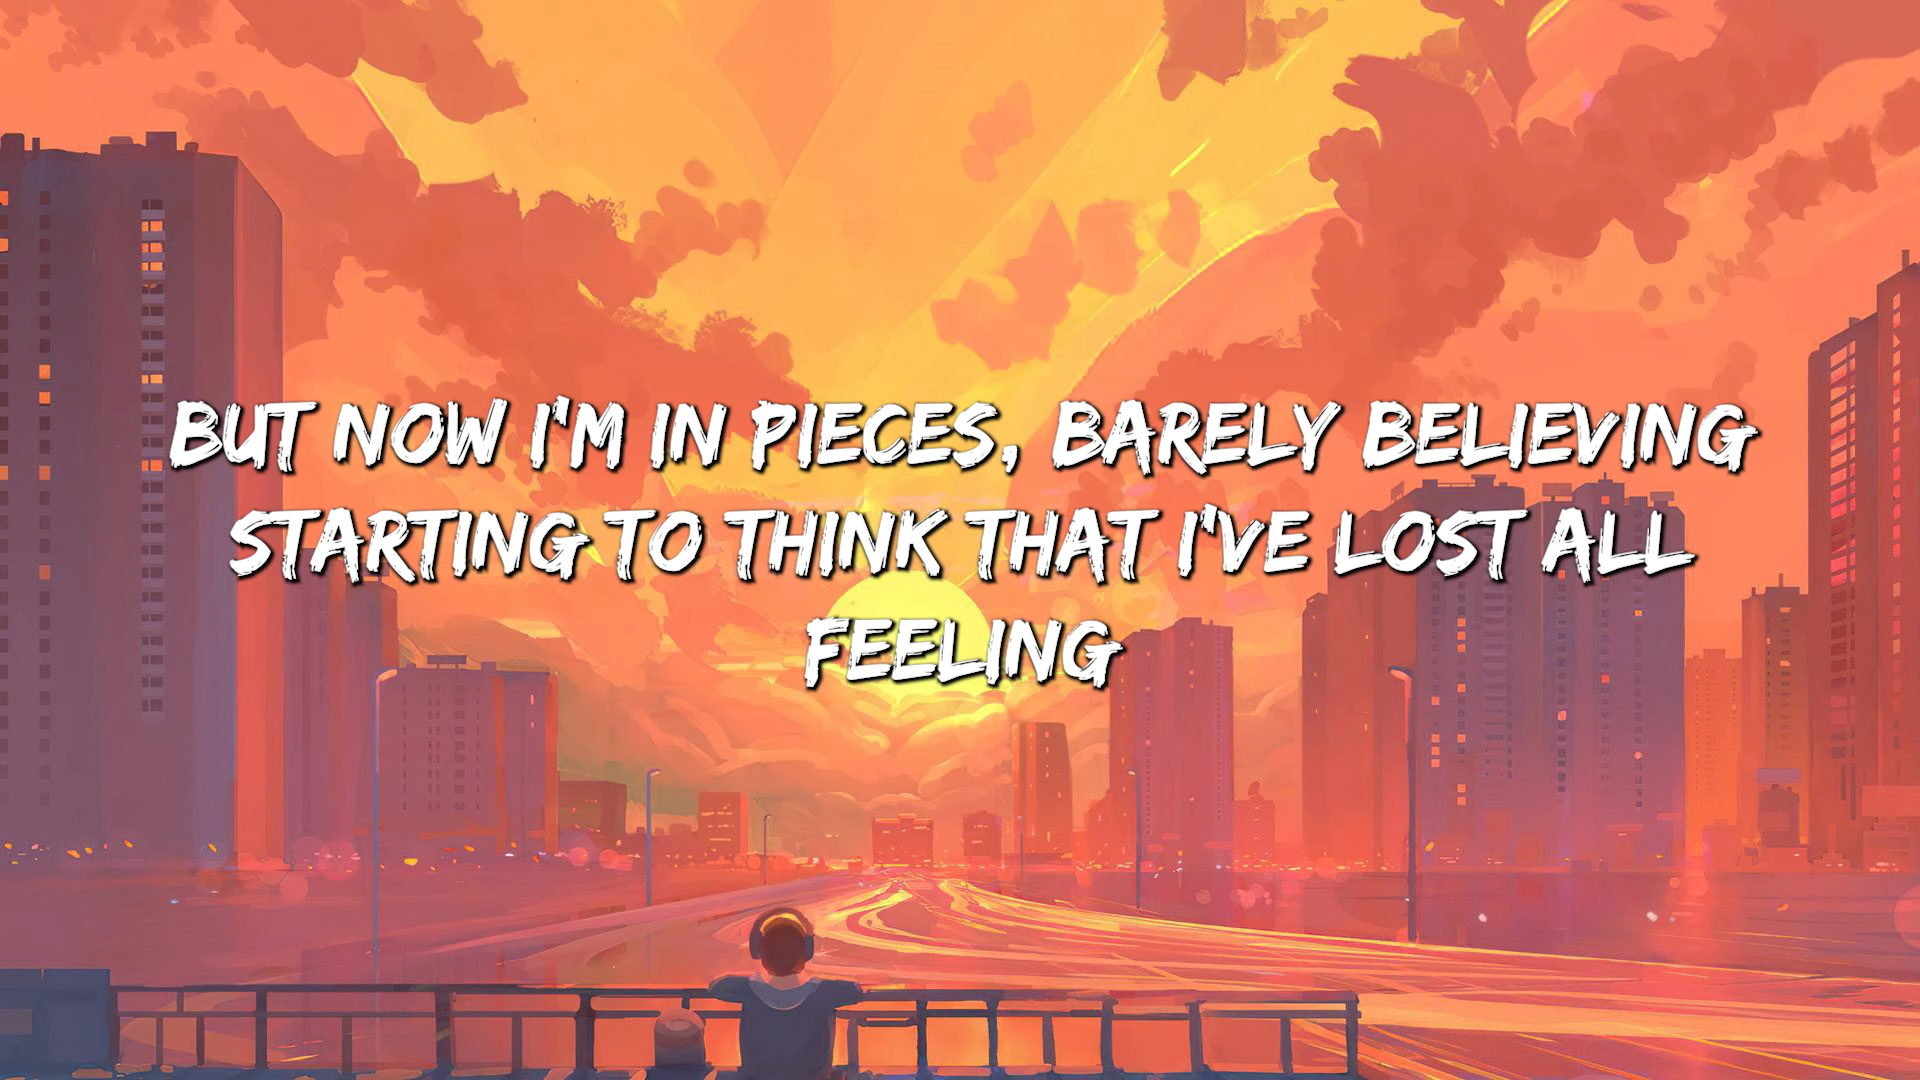 BUT NOW I'M IN PIECES, BARELY BELIEVING
STARTING TO THINK THAT I'VE LOST ALL
FEELING